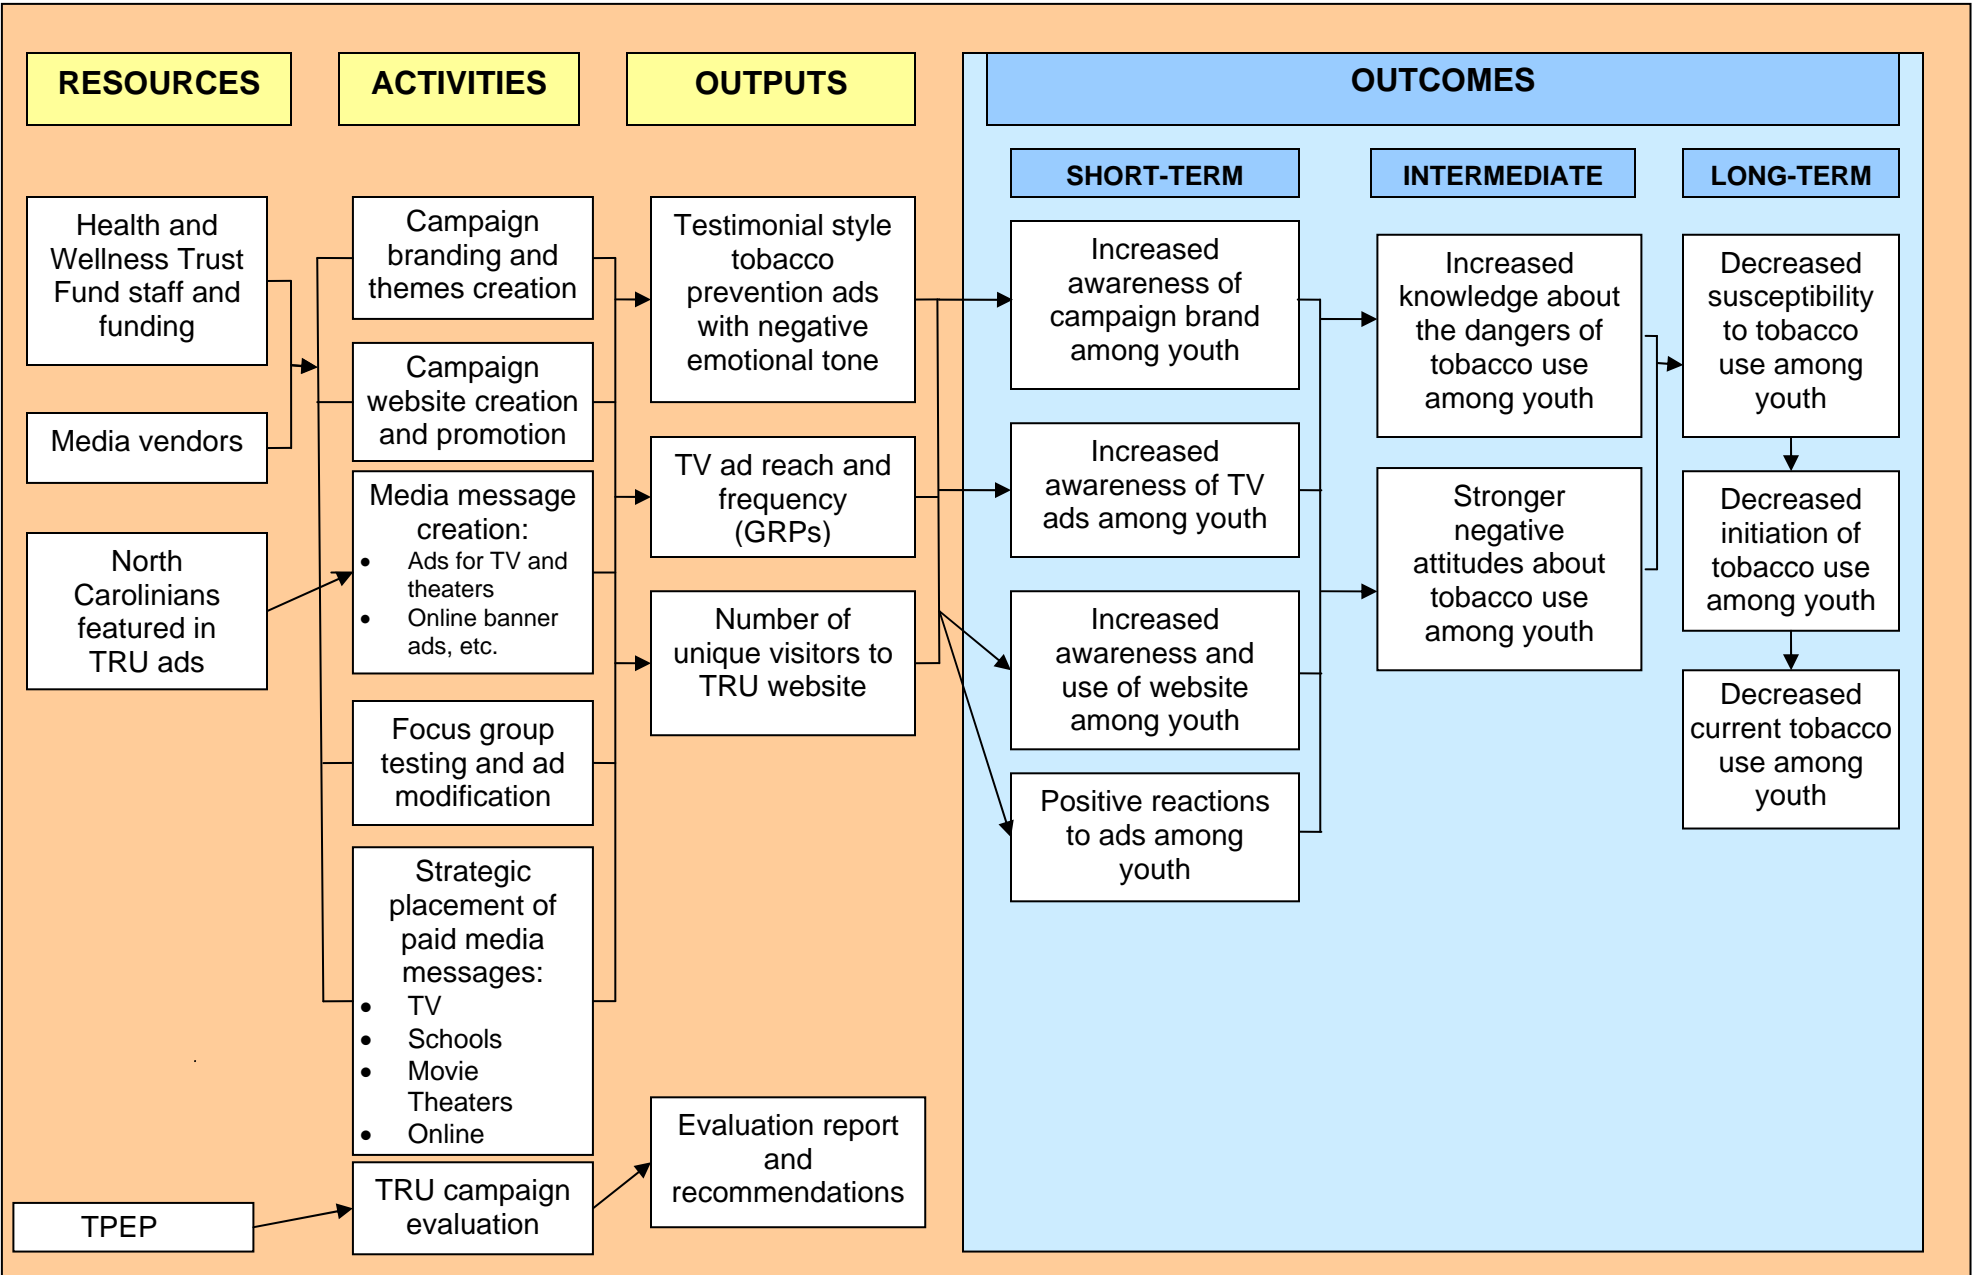 RESOURCES
ACTIVITIES
OUTPUTS
OUTCOMES
SHORT-TERM
INTERMEDIATE
LONG-TERM
Health and
Wellness Trust
Fund staff and
funding
Media vendors
North
Carolinians
featured in
TRU ads
TPEP
Campaign
branding and
themes creation
Campaign
website creation
and promotion
Media message
creation:
• Ads for TV and
theaters
• Online banner
ads, etc.
Focus group
testing and ad
modification
Strategic
placement of
paid media
messages:
• TV
• Schools
• Movie
Theaters
• Online
TRU campaign
evaluation
Testimonial style
tobacco
prevention ads
with negative
emotional tone
TV ad reach and
frequency
(GRPs)
Number of
unique visitors to
TRU website
Evaluation report
and
recommendations
Increased
awareness of
campaign brand
among youth
Increased
awareness of TV
ads among youth
Increased
awareness and
use of website
among youth
Positive reactions
to ads among
youth
Increased
knowledge about
the dangers of
tobacco use
among youth
Stronger
negative
attitudes about
tobacco use
among youth
Decreased
susceptibility
to tobacco
use among
youth
Decreased
initiation of
tobacco use
among youth
Decreased
current tobacco
use among
youth